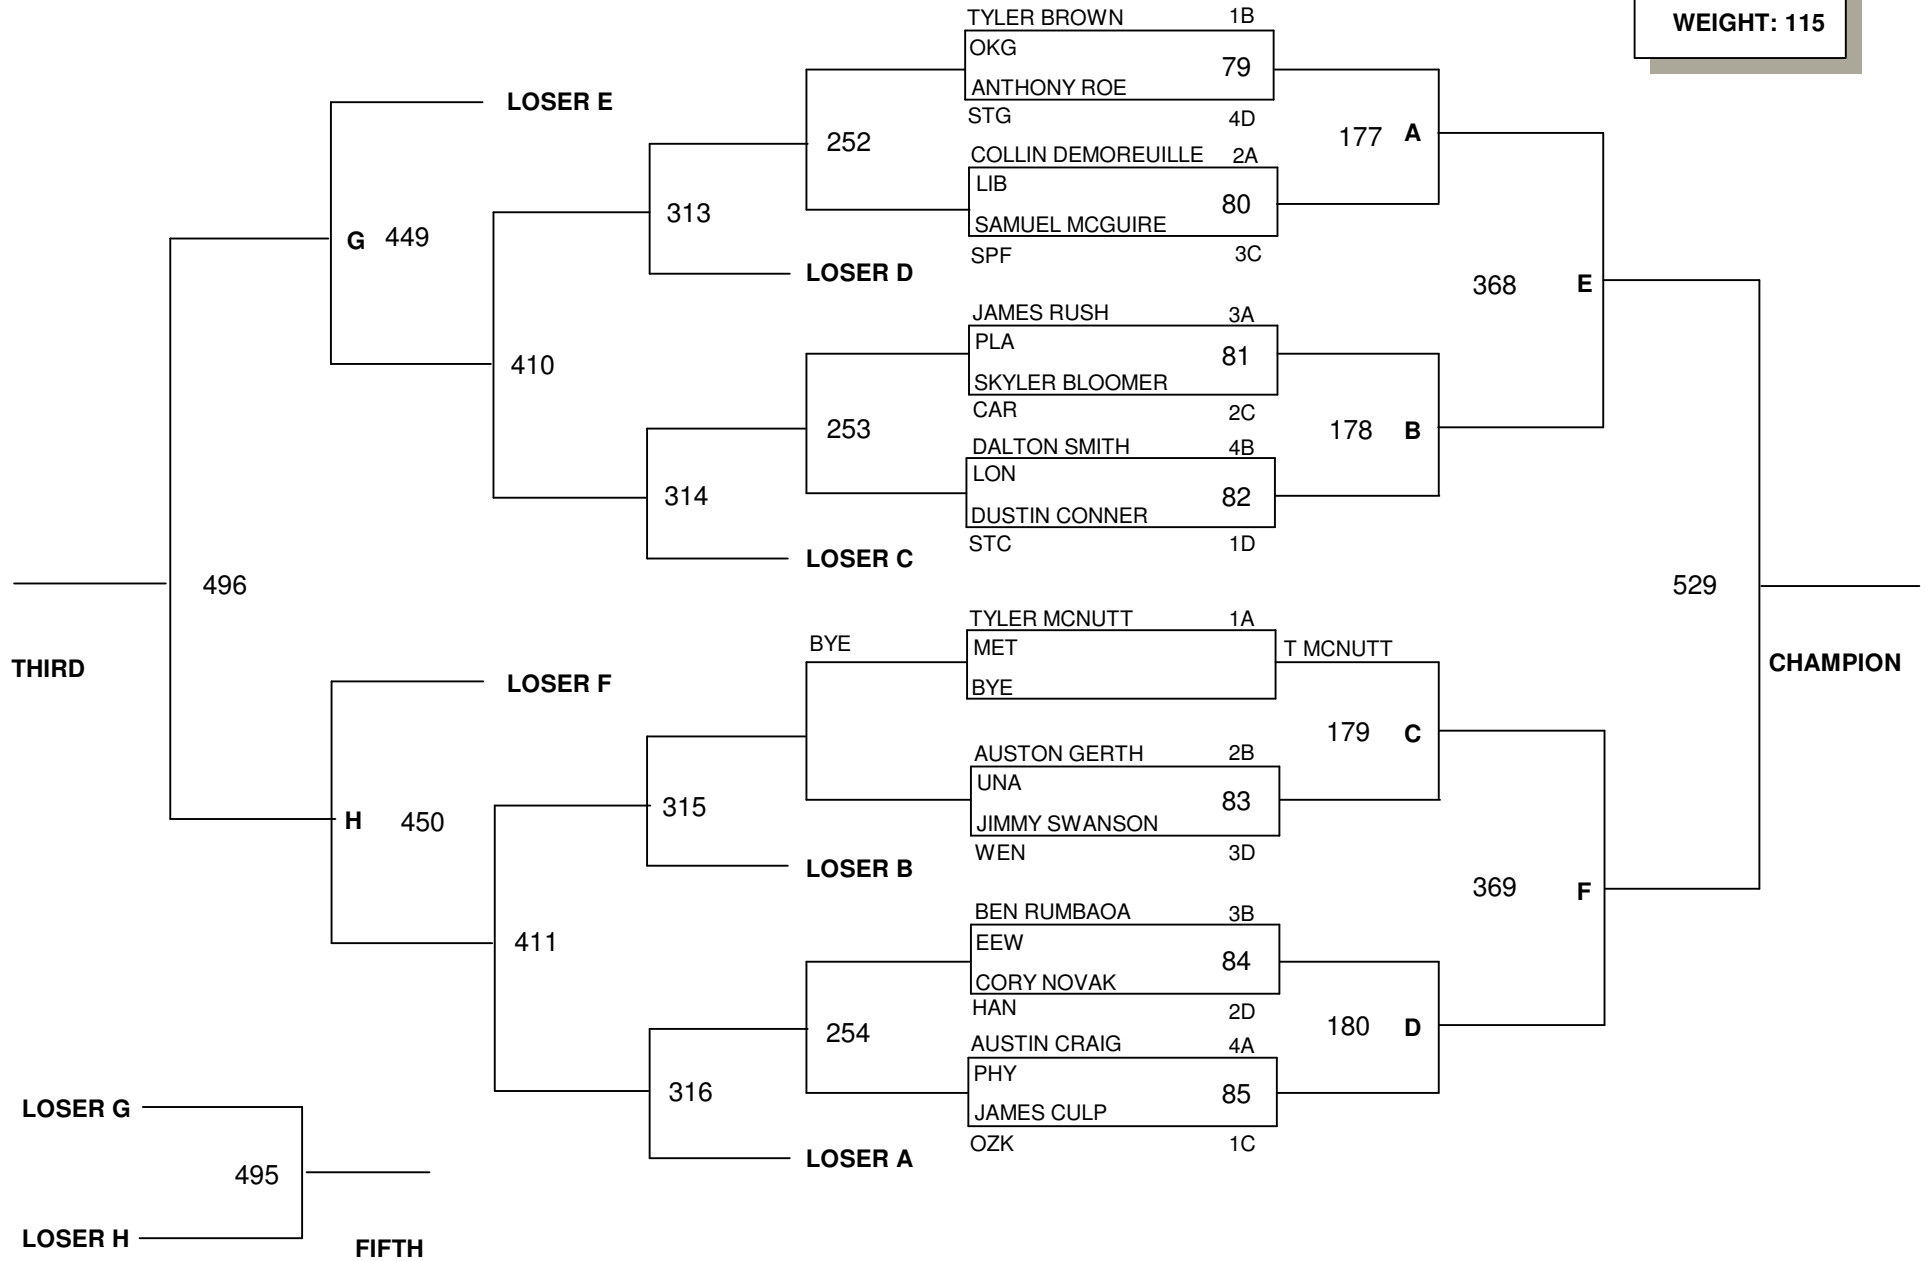 WEIGHT: 115
TYLER BROWN 1B
OKG 79
ANTHONY ROE
STG 4D
177 A
COLLIN DEMOREUILLE 2A
LIB 80
SAMUEL MCGUIRE
SPF 3C
LOSER E
252
313
G 449
LOSER D
368 E
JAMES RUSH 3A
PLA 81
SKYLER BLOOMER
CAR 2C
410
253
178 B
DALTON SMITH 4B
LON 82
DUSTIN CONNER
STC 1D
314
LOSER C
496
529
THIRD
CHAMPION
TYLER MCNUTT 1A
BYE
MET
T MCNUTT
BYE
LOSER F
179 C
AUSTON GERTH 2B
UNA 83
JIMMY SWANSON
WEN 3D
315
H 450
LOSER B
369 F
BEN RUMBAOA 3B
EEW 84
CORY NOVAK
HAN 2D
411
254
180 D
AUSTIN CRAIG 4A
PHY 85
JAMES CULP
OZK 1C
316
LOSER A
LOSER G
495
LOSER H
FIFTH